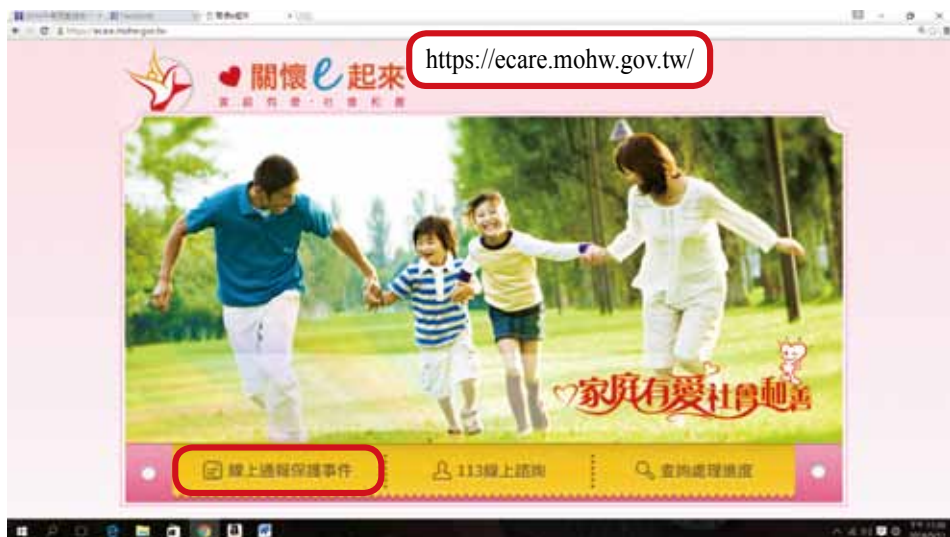 https://ecare.mohw.gov.tw/
關懷e起來
家庭有愛・社會和善
家庭有愛社會和善
線上通報保護事件
113線上諮詢
查詢處理進度